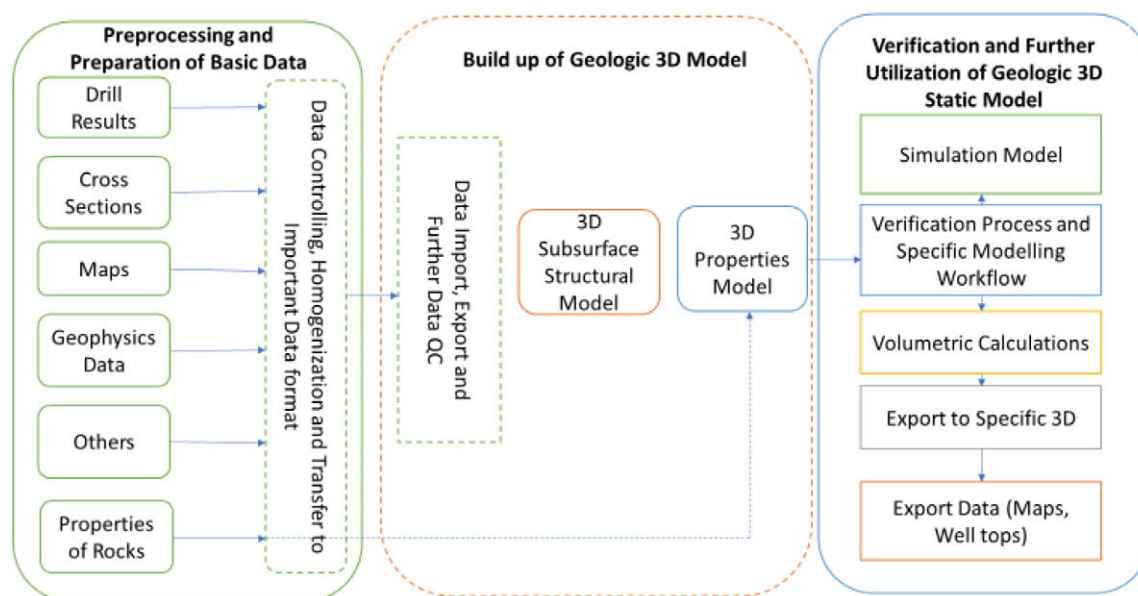 Preprocessing and
Preparation of Basic Data
Drill
Results
Cross
Sections
Maps
Geophysics
Data
Others
Properties
of Rocks
Data Controlling, Homogenization and Transfer to
Important Data format
Build up of Geologic 3D Model
Data Import, Export and
Further Data QC
3D
Subsurface
Structural
Model
3D
Properties
Model
Verification and Further
Utilization of Geologic 3D
Static Model
Simulation Model
Verification Process and
Specific Modelling
Workflow
Volumetric Calculations
Export to Specific 3D
Export Data (Maps,
Well tops)